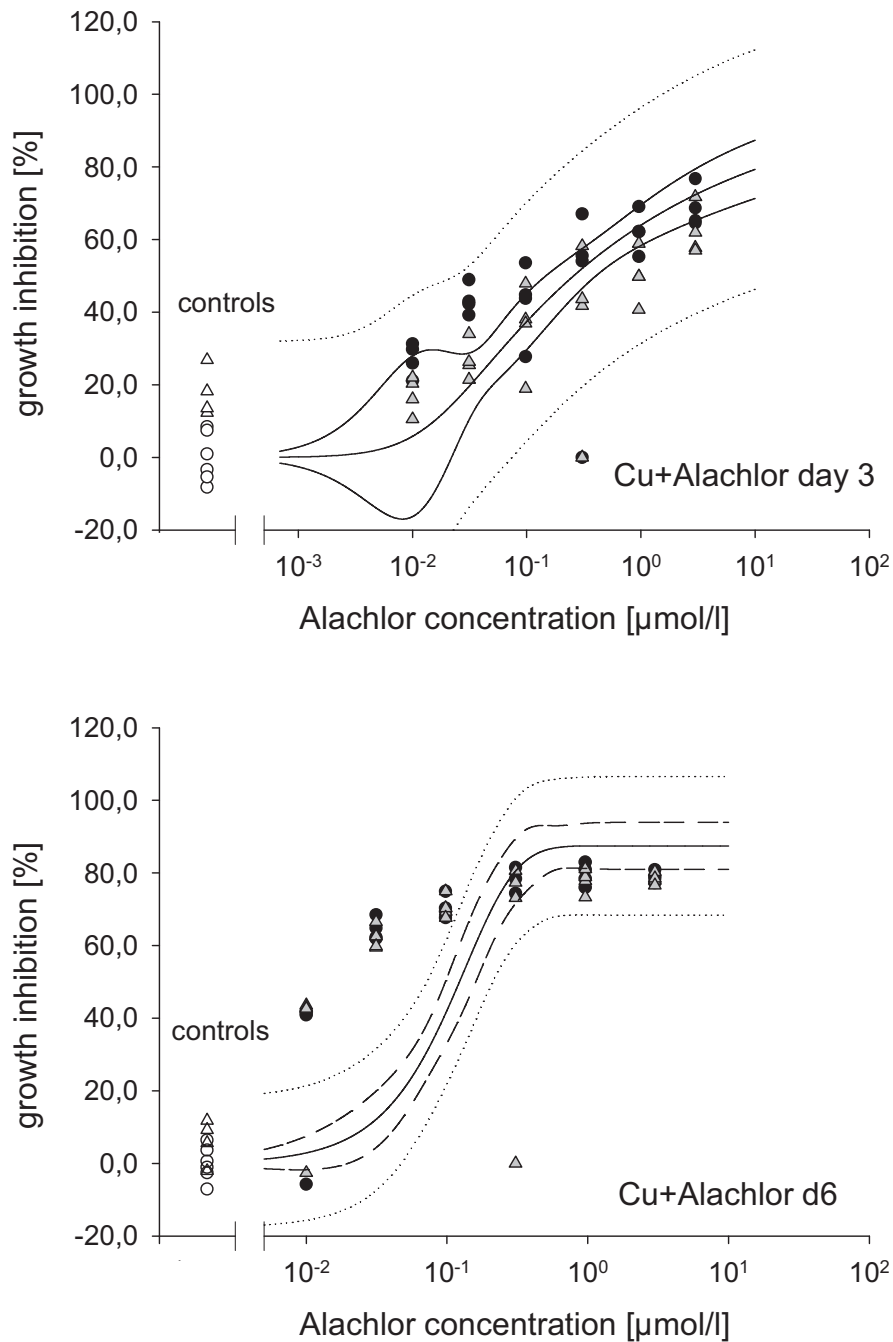 120,0
100,0
80,0
60,0
40,0
20,0
0,0
-20,0
growth inhibition [%]
controls
Cu+Alachlor day 3
10-3 10-2 10-1 100 101 102
Alachlor concentration [µmol/l]
120,0
100,0
80,0
60,0
40,0
20,0
0,0
-20,0
growth inhibition [%]
controls
Cu+Alachlor d6
10-2 10-1 100 101 102
Alachlor concentration [µmol/l]